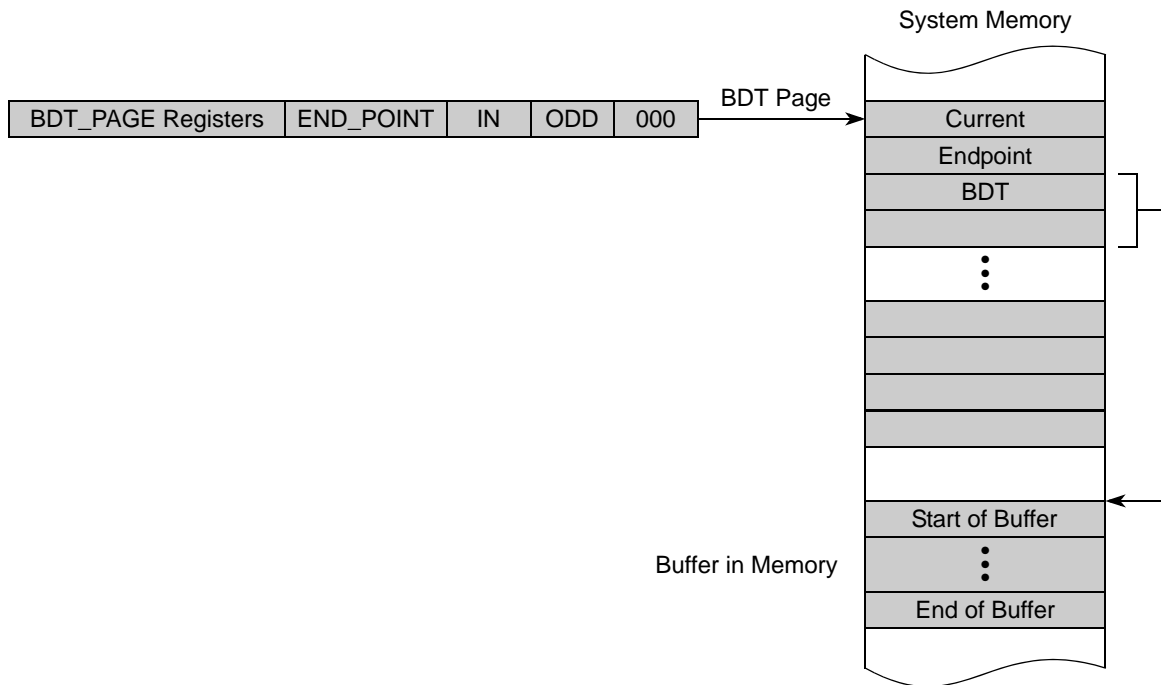 System Memory
BDT_PAGE Registers END_POINT IN ODD 000
BDT Page
Current
Endpoint
BDT
Start of Buffer
Buffer in Memory
End of Buffer